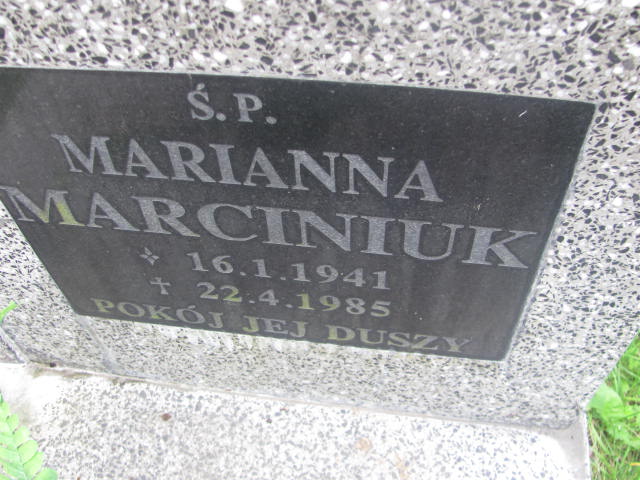 Ś.P.
MARIANNA
MARCINIUK
16.1.1941
✝ 22.4.1985
POKÓJ JEJ DUSZY